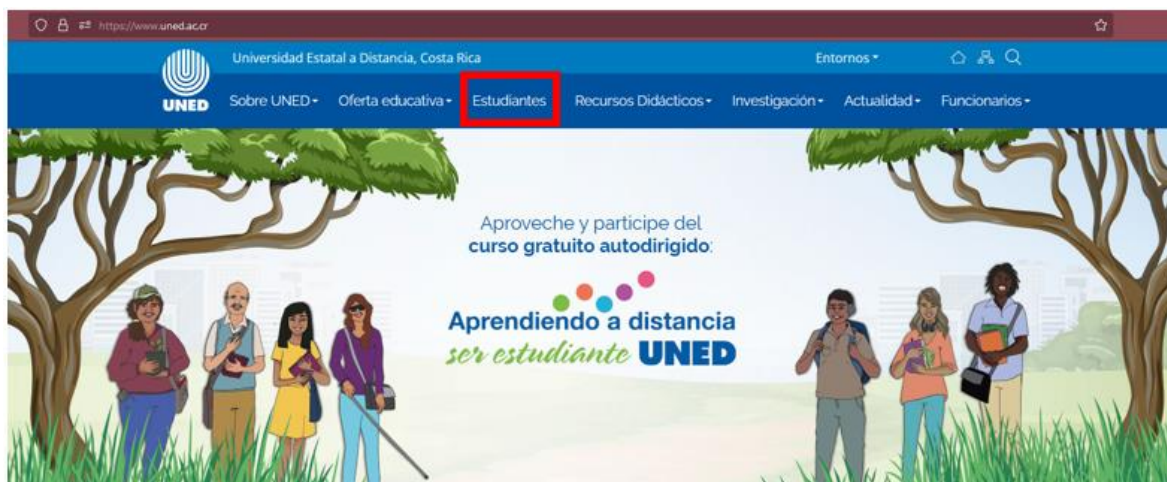 https://www.uned.ac.cr
Universidad Estatal a Distancia, Costa Rica
Entornos
UNED
Sobre UNED
Oferta educativa
Estudiantes
Recursos Didácticos
Investigación
Actualidad
Funcionarios
Aproveche y participe del
curso gratuito autodirigido:
Aprendiendo a distancia
ser estudiante UNED